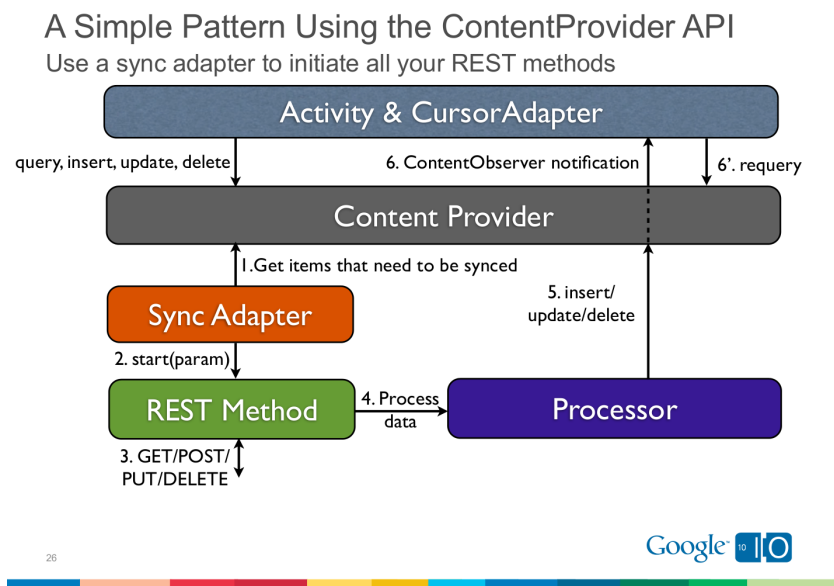 A Simple Pattern Using the ContentProvider API
Use a sync adapter to initiate all your REST methods
Activity & CursorAdapter
query, insert, update, delete
6. ContentObserver notification
6'. requery
Content Provider
1.Get items that need to be synced
5. insert/
update/delete
Sync Adapter
2. start(param)
REST Method
4. Process
data
Processor
3. GET/POST/
PUT/DELETE
26
Google 10 IO